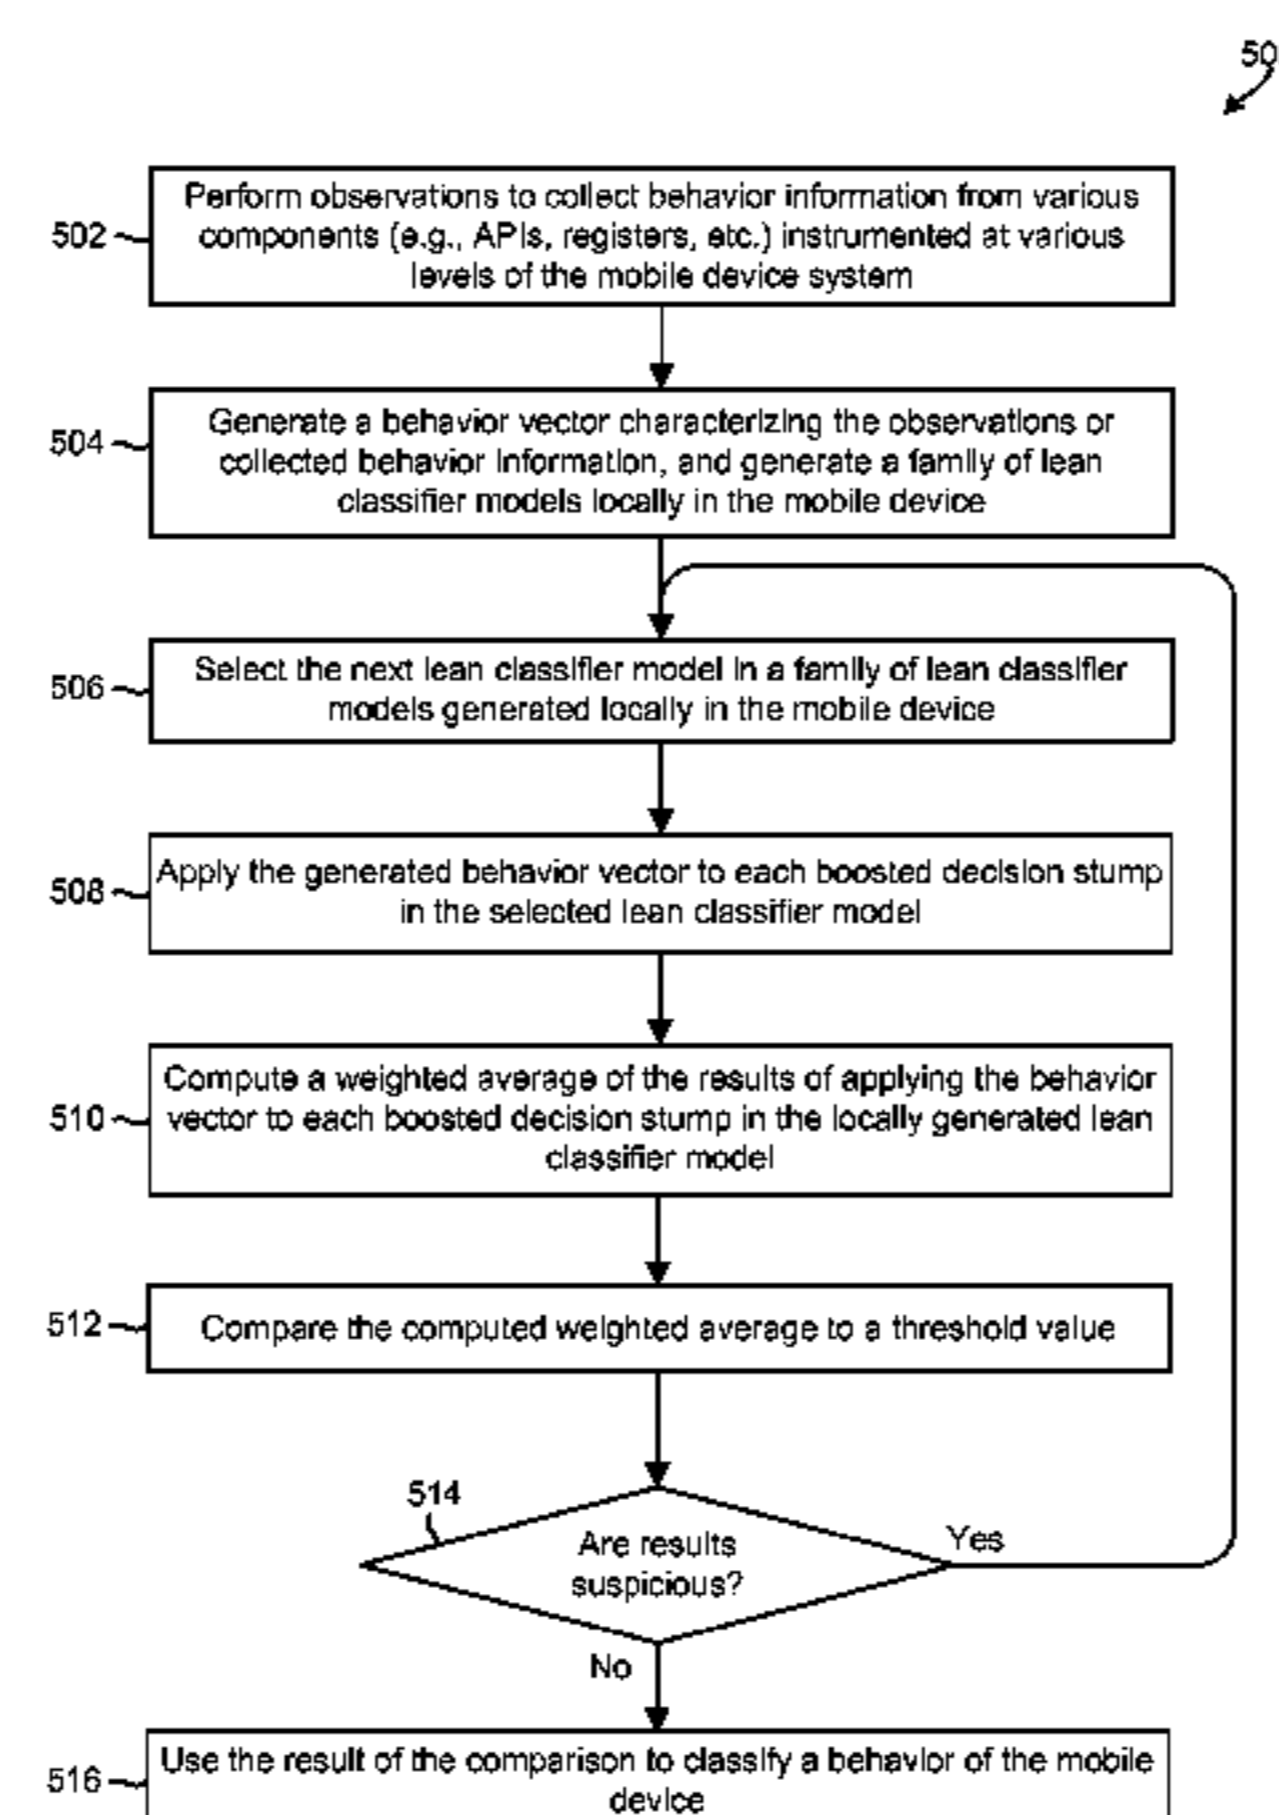 50
502
Perform observations to collect behavior information from various
components (e.g., APIs, registers, etc.) instrumented at various
levels of the mobile device system
504
Generate a behavior vector characterizing the observations or
collected behavior information, and generate a family of lean
classifier models locally in the mobile device
506
Select the next lean classifier model in a family of lean classifier
models generated locally in the mobile device
508
Apply the generated behavior vector to each boosted decision stump
in the selected lean classifier model
510
Compute a weighted average of the results of applying the behavior
vector to each boosted decision stump in the locally generated lean
classifier model
512
Compare the computed weighted average to a threshold value
514
Are results
suspicious?
Yes
No
516
Use the result of the comparison to classify a behavior of the mobile
device